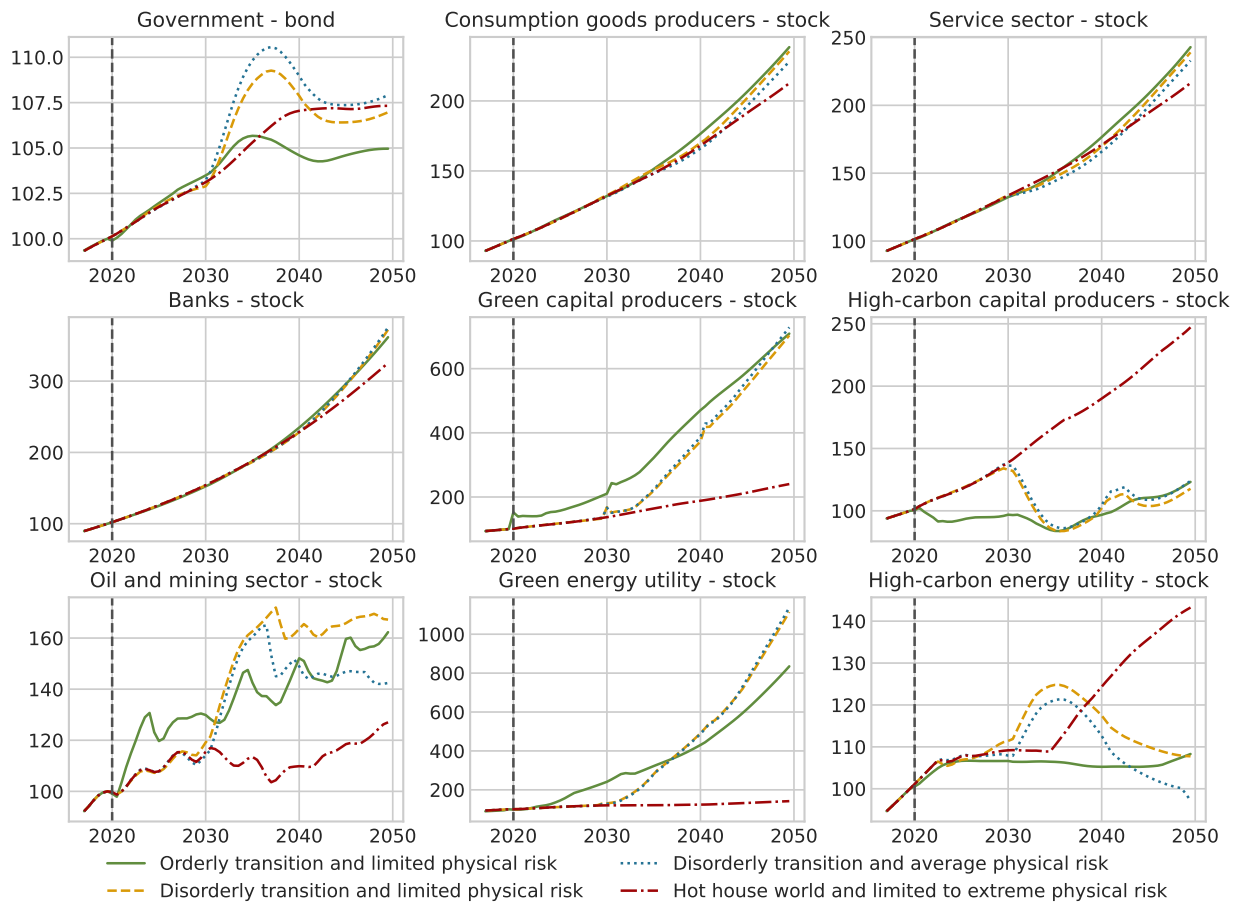 Government - bond
Consumption goods producers - stock
Service sector - stock
110.0
107.5
105.0
102.5
100.0
2020 2030 2040 2050
200
150
100
2020 2030 2040 2050
250
200
150
100
2020 2030 2040 2050
Banks - stock
Green capital producers - stock
High-carbon capital producers - stock
300
200
100
2020 2030 2040 2050
600
400
200
2020 2030 2040 2050
250
200
150
100
2020 2030 2040 2050
Oil and mining sector - stock
Green energy utility - stock
High-carbon energy utility - stock
160
140
120
100
2020 2030 2040 2050
1000
800
600
400
200
2020 2030 2040 2050
140
130
120
110
100
2020 2030 2040 2050
Orderly transition and limited physical risk
Disorderly transition and limited physical risk
Disorderly transition and average physical risk
Hot house world and limited to extreme physical risk